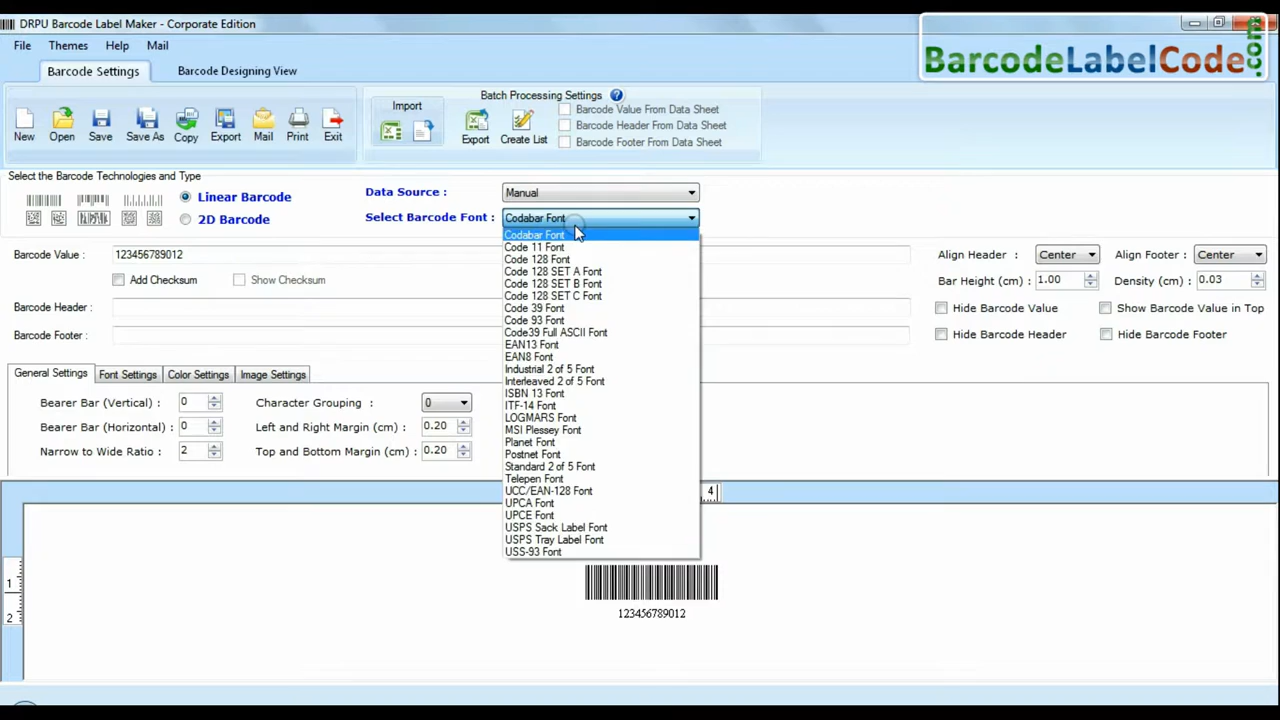 DRPU Barcode Label Maker - Corporate Edition
BarcodeLabelCode.com
File Themes Help Mail
Barcode Settings Barcode Designing View
Batch Processing Settings ?
Import
Barcode Value From Data Sheet
Barcode Header From Data Sheet
Barcode Footer From Data Sheet
New Open Save Save As Copy Export Mail Print Exit Export Create List
Select the Barcode Technologies and Type
Linear Barcode
2D Barcode
Data Source : Manual
Select Barcode Font : Codabar Font
Codabar Font
Code 11 Font
Code 128 Font
Code 128 SET A Font
Code 128 SET B Font
Code 128 SET C Font
Code 39 Font
Code 93 Font
Code39 Full ASCII Font
EAN13 Font
EAN8 Font
Industrial 2 of 5 Font
Interleaved 2 of 5 Font
ISBN 13 Font
ITF-14 Font
LOGMARS Font
MSI Plessey Font
Planet Font
Postnet Font
Standard 2 of 5 Font
Telepen Font
UCC/EAN-128 Font
UPCA Font
UPCE Font
USPS Sack Label Font
USPS Tray Label Font
USS-93 Font
Barcode Value : 123456789012
Add Checksum Show Checksum
Barcode Header :
Barcode Footer :
Align Header : Center Align Footer : Center
Bar Height (cm) : 1.00 Density (cm) : 0.03
Hide Barcode Value Show Barcode Value in Top
Hide Barcode Header Hide Barcode Footer
General Settings Font Settings Color Settings Image Settings
Bearer Bar (Vertical) : 0 Character Grouping : 0
Bearer Bar (Horizontal) : 0 Left and Right Margin (cm) : 0.20
Narrow to Wide Ratio : 2 Top and Bottom Margin (cm) : 0.20
4
1
2
123456789012